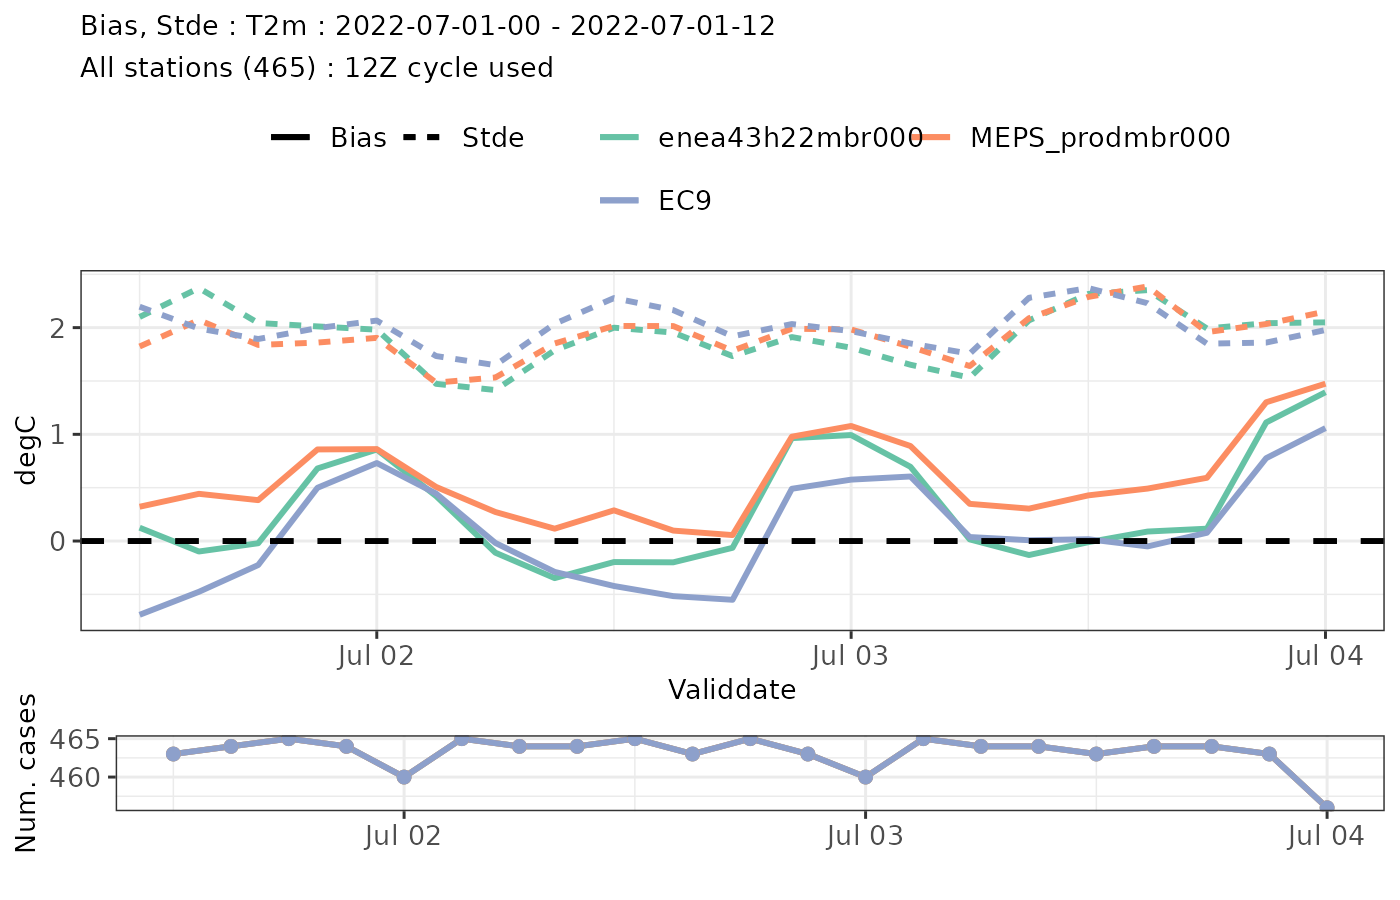 Bias, Stde : T2m : 2022-07-01-00 - 2022-07-01-12
All stations (465) : 12Z cycle used
Bias Stde enea43h22mbr000 MEPS_prodmbr000
EC9
degC
2
1
0
Jul 02 Jul 03 Jul 04
Validdate
Num. cases
465
460
Jul 02 Jul 03 Jul 04